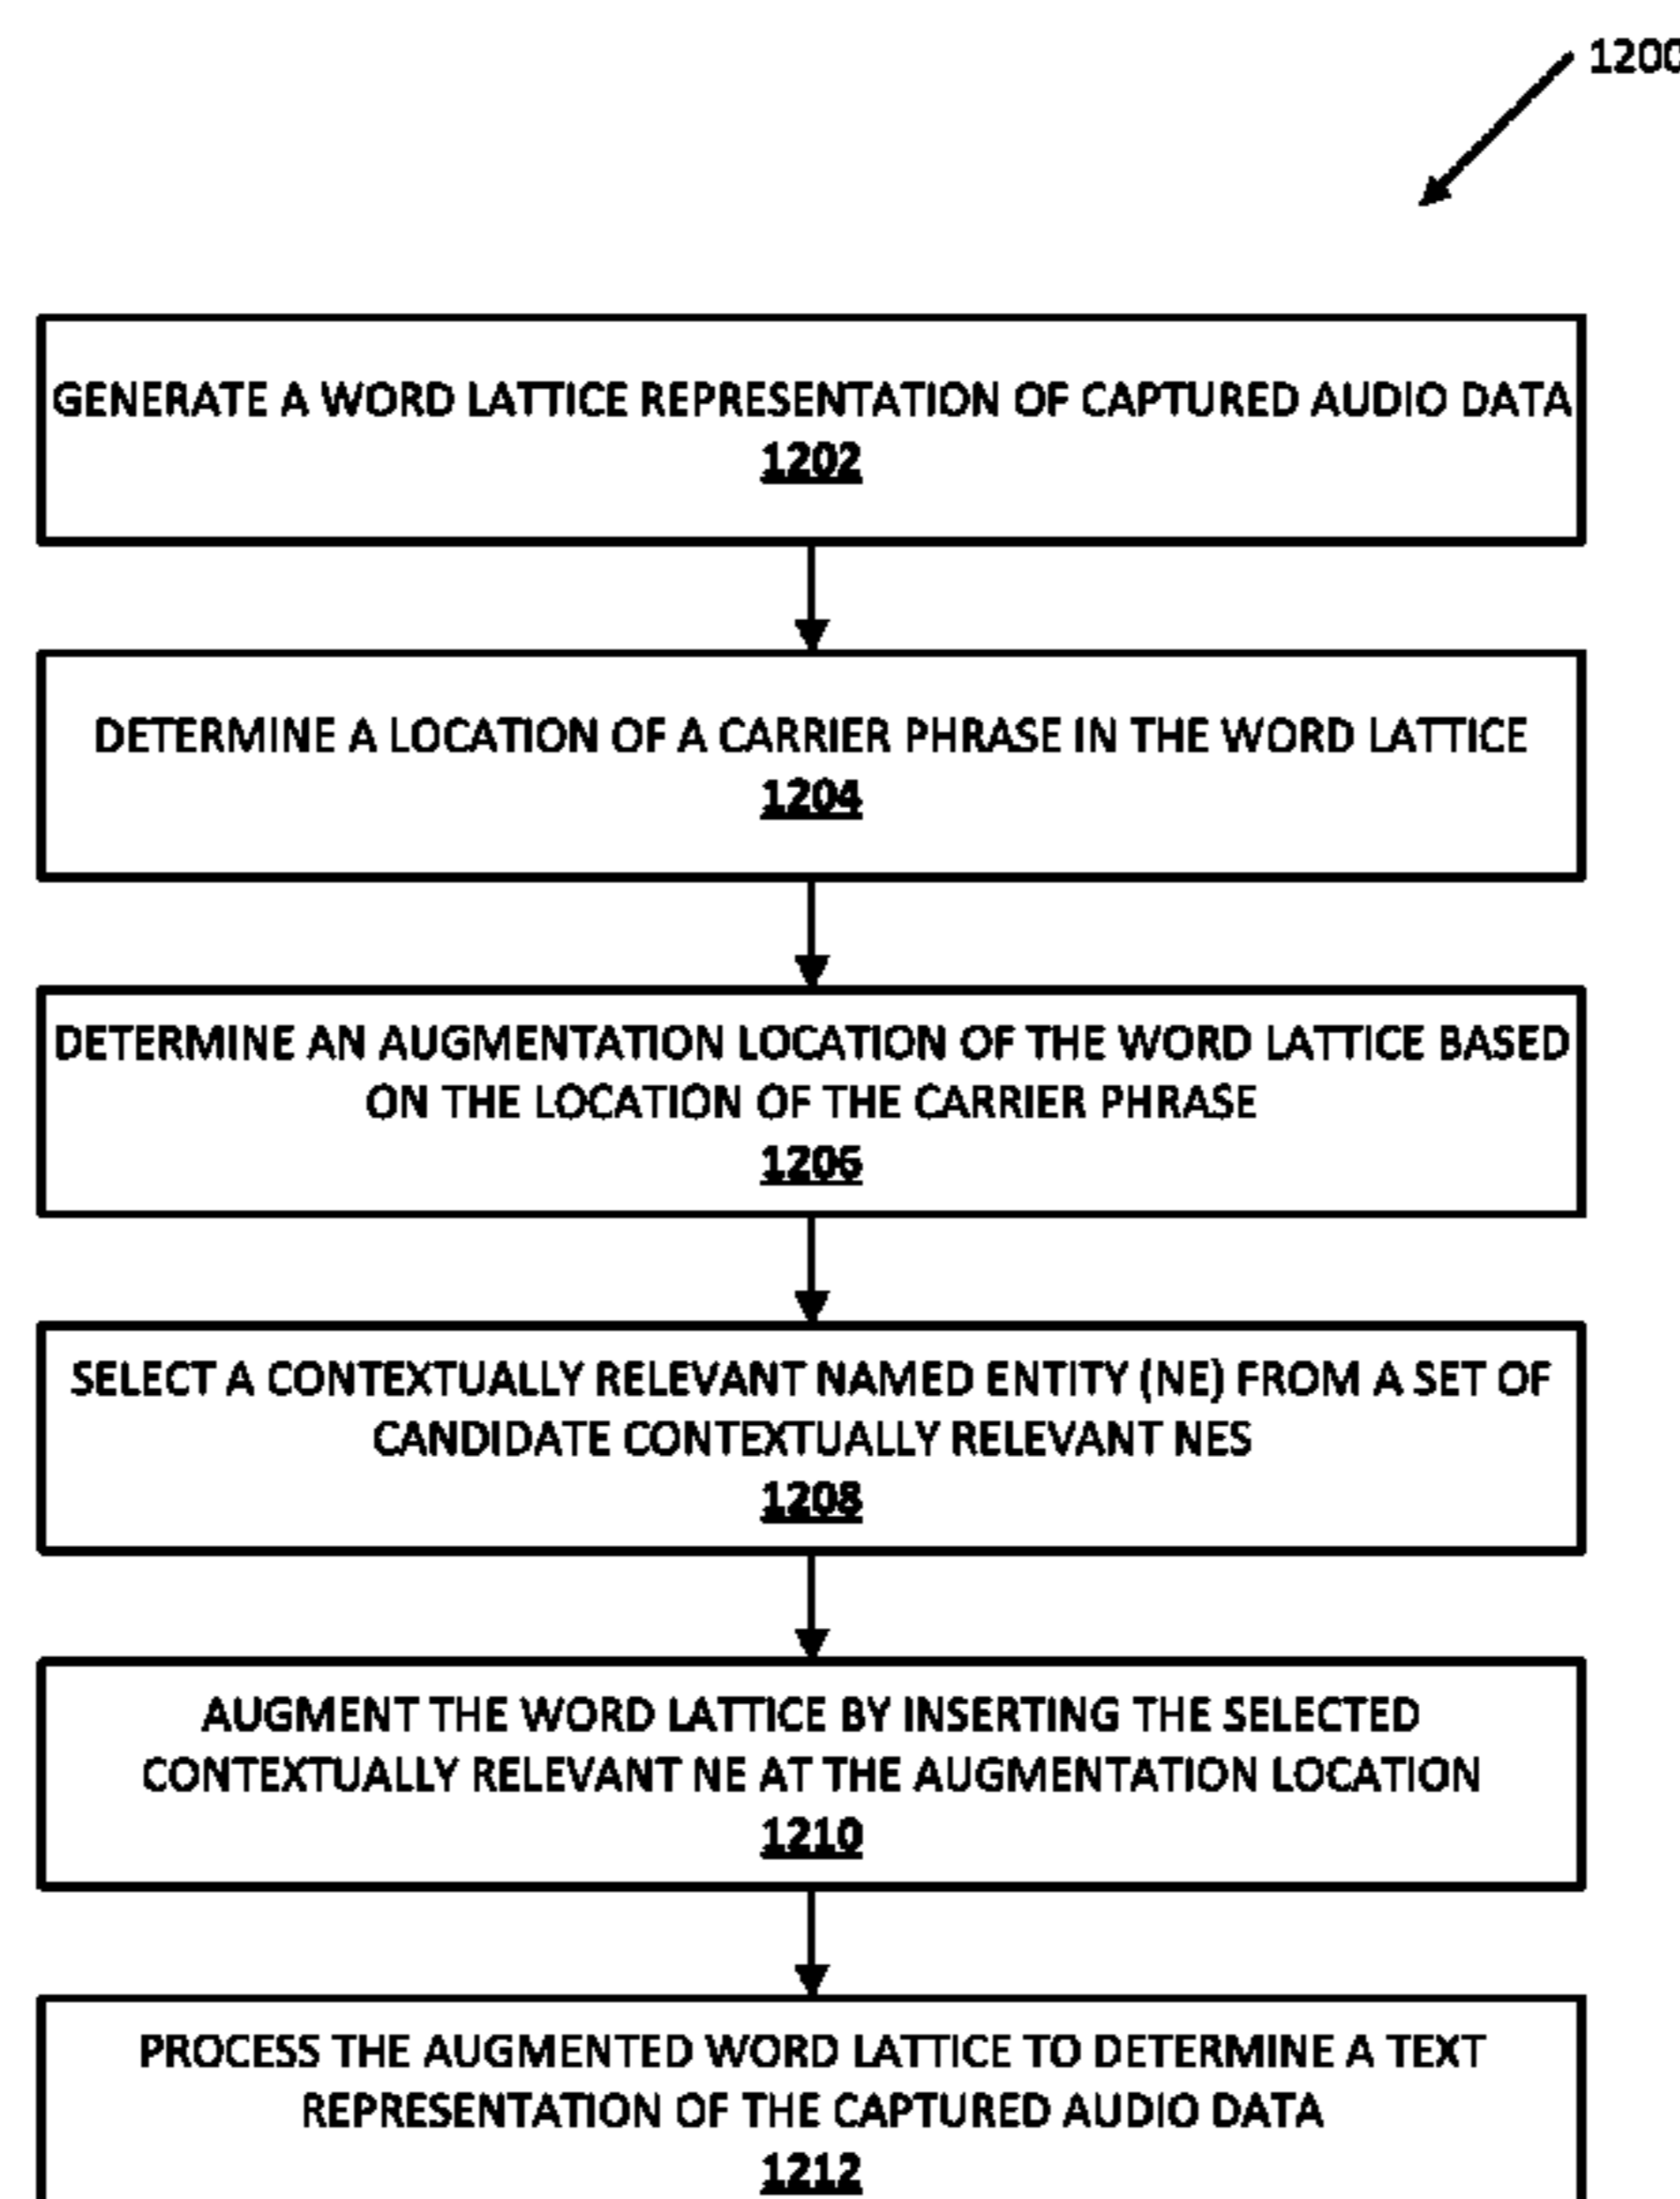 1200
GENERATE A WORD LATTICE REPRESENTATION OF CAPTURED AUDIO DATA
1202
DETERMINE A LOCATION OF A CARRIER PHRASE IN THE WORD LATTICE
1204
DETERMINE AN AUGMENTATION LOCATION OF THE WORD LATTICE BASED
ON THE LOCATION OF THE CARRIER PHRASE
1206
SELECT A CONTEXTUALLY RELEVANT NAMED ENTITY (NE) FROM A SET OF
CANDIDATE CONTEXTUALLY RELEVANT NES
1208
AUGMENT THE WORD LATTICE BY INSERTING THE SELECTED
CONTEXTUALLY RELEVANT NE AT THE AUGMENTATION LOCATION
1210
PROCESS THE AUGMENTED WORD LATTICE TO DETERMINE A TEXT
REPRESENTATION OF THE CAPTURED AUDIO DATA
1212